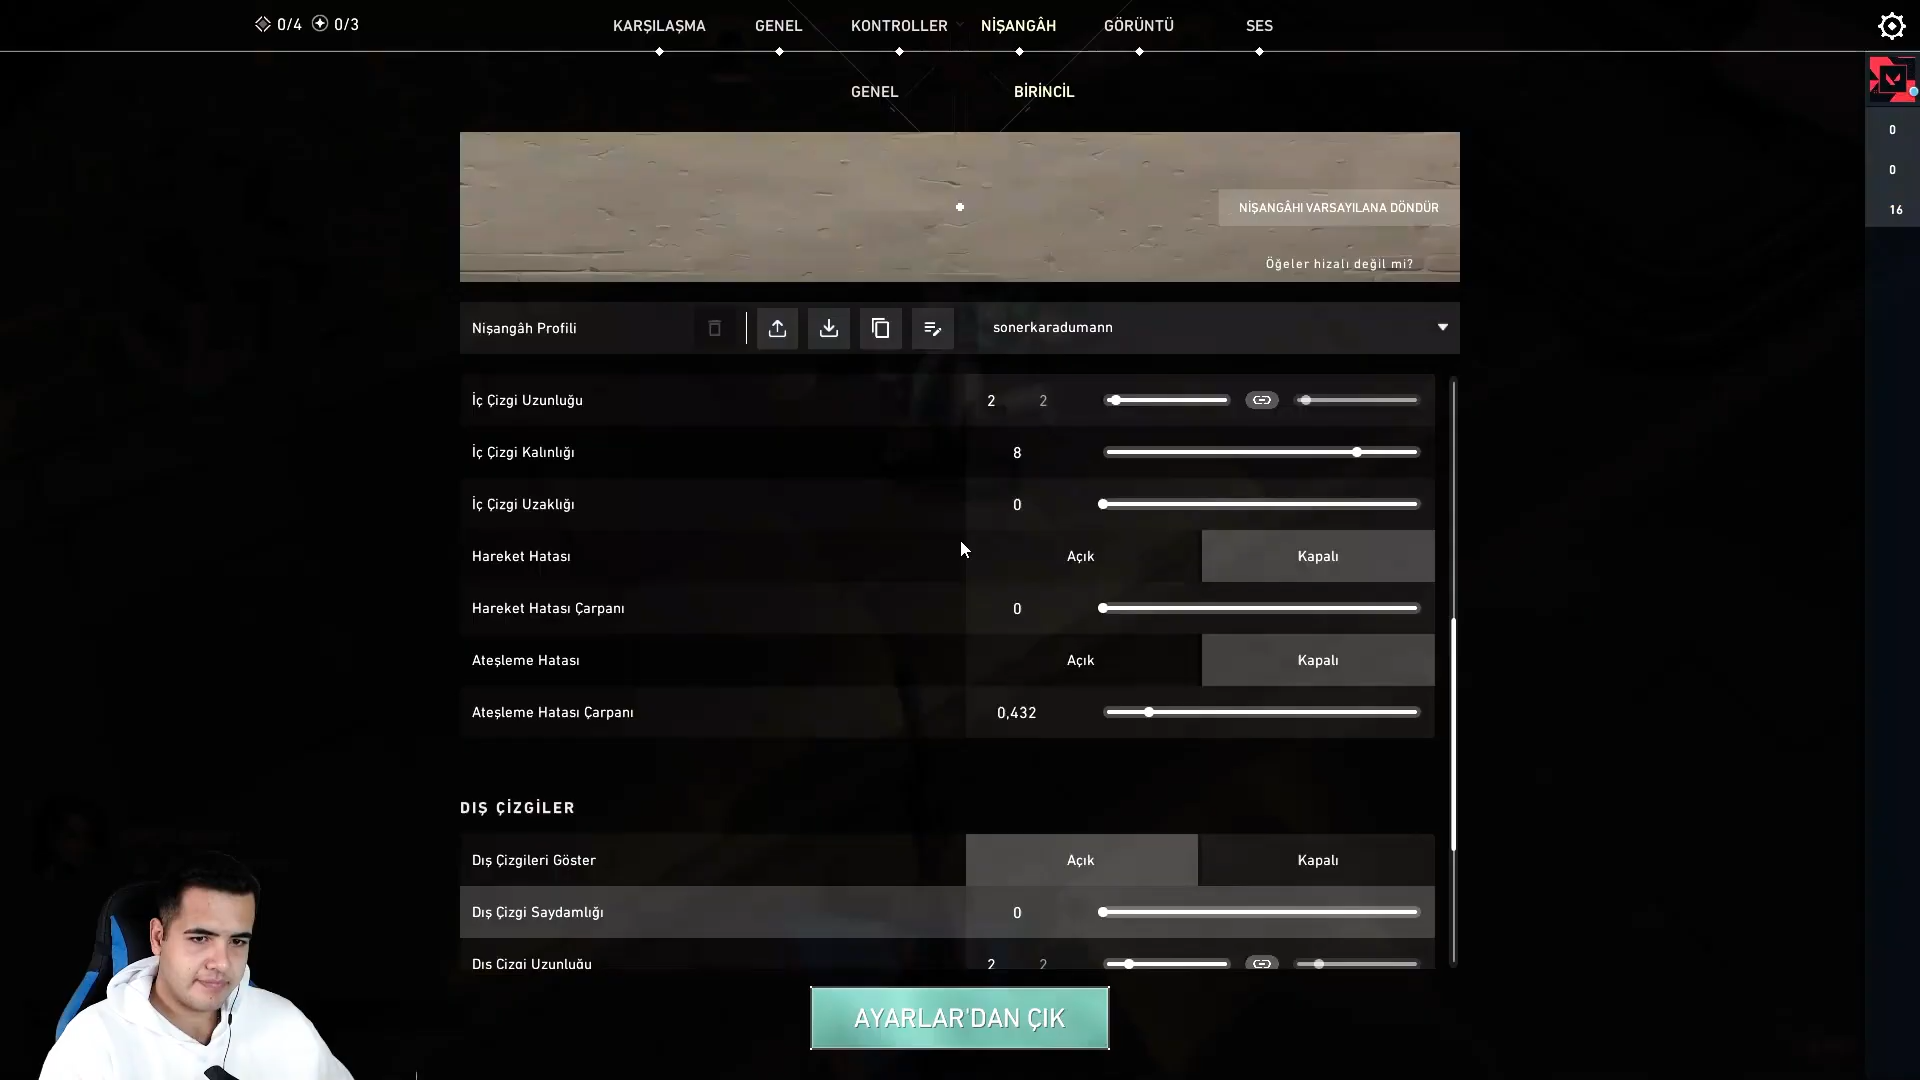 0/4 0/3
KARŞILAŞMA GENEL KONTROLLER NİŞANGÂH GÖRÜNTÜ SES
GENEL BİRİNCİL
0
0
16
NİŞANGÂHI VARSAYILANA DÖNDÜR
Öğeler hizalı değil mi?
Nişangâh Profili sonerkaradumann
İç Çizgi Uzunluğu 2 2
İç Çizgi Kalınlığı 8
İç Çizgi Uzaklığı 0
Hareket Hatası Açık Kapalı
Hareket Hatası Çarpanı 0
Ateşleme Hatası Açık Kapalı
Ateşleme Hatası Çarpanı 0,432
DIŞ ÇİZGİLER
Dış Çizgileri Göster Açık Kapalı
Dış Çizgi Saydamlığı 0
Dış Çizgi Uzunluğu 2 2
AYARLAR'DAN ÇIK